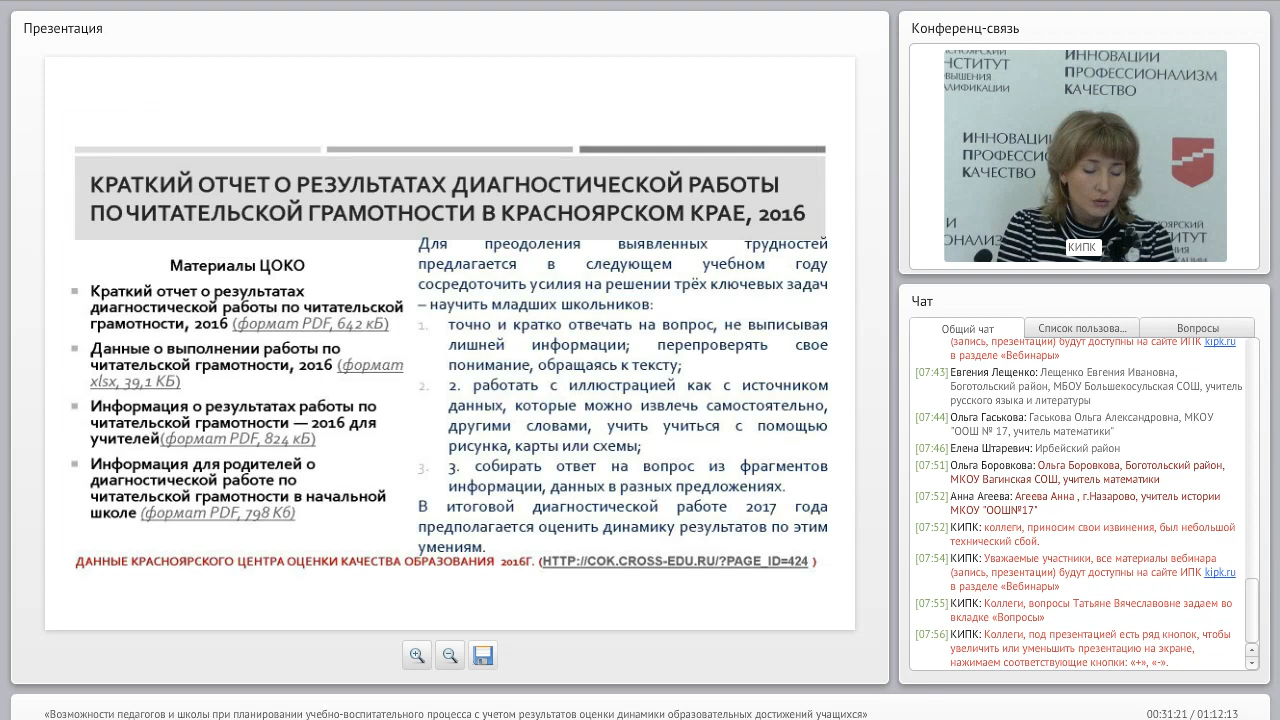 Презентация
КРАТКИЙ ОТЧЕТ О РЕЗУЛЬТАТАХ ДИАГНОСТИЧЕСКОЙ РАБОТЫ
ПО ЧИТАТЕЛЬСКОЙ ГРАМОТНОСТИ В КРАСНОЯРСКОМ КРАЕ, 2016
Материалы ЦОКО
Краткий отчет о результатах
диагностической работы по читательской
грамотности, 2016 (формат PDF, 642 кБ)
Данные о выполнении работы по
читательской грамотности, 2016 (формат
xlsx, 39,1 КБ)
Информация о результатах работы по
читательской грамотности — 2016 для
учителей(формат PDF, 824 кБ)
Информация для родителей о
диагностической работе по
читательской грамотности в начальной
школе (формат PDF, 798 Кб)
Для преодоления выявленных трудностей
предлагается в следующем учебном году
сосредоточить усилия на решении трёх ключевых задач
– научить младших школьников:
1. точно и кратко отвечать на вопрос, не выписывая
лишней информации; перепроверять свое
понимание, обращаясь к тексту;
2. 2. работать с иллюстрацией как с источником
данных, которые можно извлечь самостоятельно,
другими словами, учить учиться с помощью
рисунка, карты или схемы;
3. 3. собирать ответ на вопрос из фрагментов
информации, данных в разных предложениях.
В итоговой диагностической работе 2017 года
предполагается оценить динамику результатов по этим
умениям.
ДАННЫЕ КРАСНОЯРСКОГО ЦЕНТРА ОЦЕНКИ КАЧЕСТВА ОБРАЗОВАНИЯ 2016Г. (HTTP://COK.CROSS-EDU.RU/?PAGE_ID=424 )
Конференц-связь
ИНСТИТУТ
ЛИФИКАЦИИ
ИННОВАЦИИ
ПРОФЕССИОНАЛИЗМ
КАЧЕСТВО
ИННОВАЦИ
ПРОФЕССИО
КАЧЕСТВО
КИПК
Чат
Общий чат
Список пользова...
Вопросы
(запись, презентации) будут доступны на сайте ИПК kipk.ru
в разделе «Вебинары»
[07:43] Евгения Лещенко: Лещенко Евгения Ивановна,
Боготольский район, МБОУ Большекосульская СОШ, учитель
русского языка и литературы
[07:44] Ольга Гаськова: Гаськова Ольга Александровна, МКОУ
"ООШ № 17, учитель математики"
[07:46] Елена Штаревич: Ирбейский район
[07:51] Ольга Боровкова: Ольга Боровкова, Боготольский район,
МКОУ Вагинская СОШ, учитель математики
[07:52] Анна Агеева: Агеева Анна , г.Назарово, учитель истории
МКОУ "ООШ№17"
[07:52] КИПК: коллеги, приносим свои извинения, был небольшой
технический сбой.
[07:54] КИПК: Уважаемые участники, все материалы вебинара
(запись, презентации) будут доступны на сайте ИПК kipk.ru
в разделе «Вебинары»
[07:55] КИПК: Коллеги, вопросы Татьяне Вячеславовне задаем во
вкладке «Вопросы»
[07:56] КИПК: Коллеги, под презентацией есть ряд кнопок, чтобы
увеличить или уменьшить презентацию на экране,
нажимаем соответствующие кнопки: «+», «-».
«Возможности педагогов и школы при планировании учебно-воспитательного процесса с учетом результатов оценки динамики образовательных достижений учащихся»
00:31:21 / 01:12:13